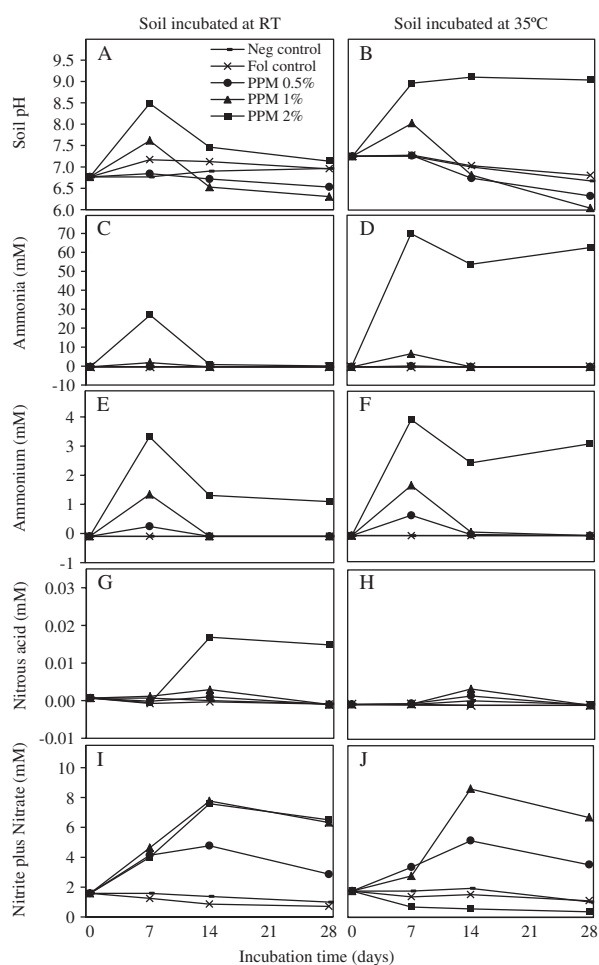 Soil incubated at RT
Soil incubated at 35ºC
A
Neg control
Fol control
PPM 0.5%
PPM 1%
PPM 2%
B
Soil pH
9.5
9.0
8.5
8.0
7.5
7.0
6.5
6.0
C
D
Ammonia (mM)
70
60
50
40
30
20
10
0
-10
E
F
Ammonium (mM)
4
3
2
1
0
-1
G
H
Nitrous acid (mM)
0.03
0.02
0.01
0.00
-0.01
I
J
Nitrite plus Nitrate (mM)
10
8
6
4
2
0
0 7 14 21 28
0 7 14 21 28
Incubation time (days)